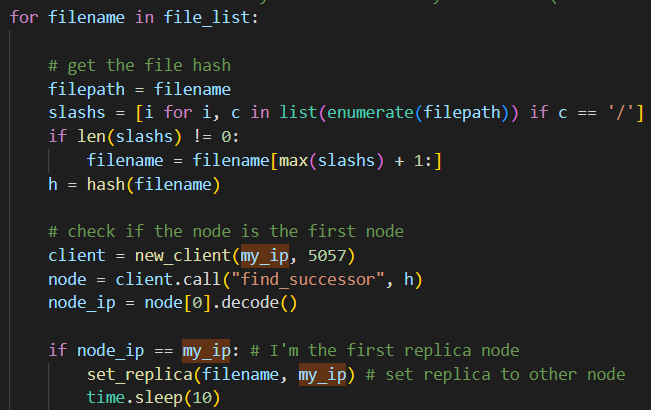 for filename in file_list:
# get the file hash
filepath = filename
slashs = [i for i, c in list(enumerate(filepath)) if c == '/']
if len(slashs) != 0:
filename = filename[max(slashs) + 1:]
h = hash(filename)
# check if the node is the first node
client = new_client(my_ip, 5057)
node = client.call("find_successor", h)
node_ip = node[0].decode()
if node_ip == my_ip: # I'm the first replica node
set_replica(filename, my_ip) # set replica to other node
time.sleep(10)